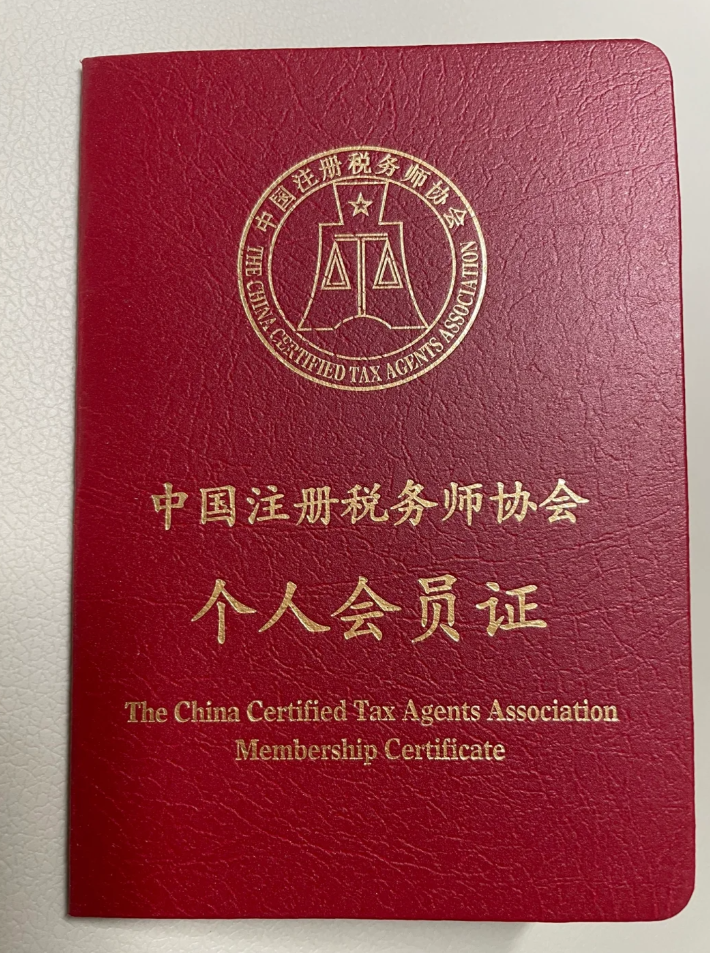 中国注册税务师协会
THE CHINA CERTIFIED TAX AGENTS ASSOCIATION
中国注册税务师协会
个人会员证
The China Certified Tax Agents Association
Membership Certificate